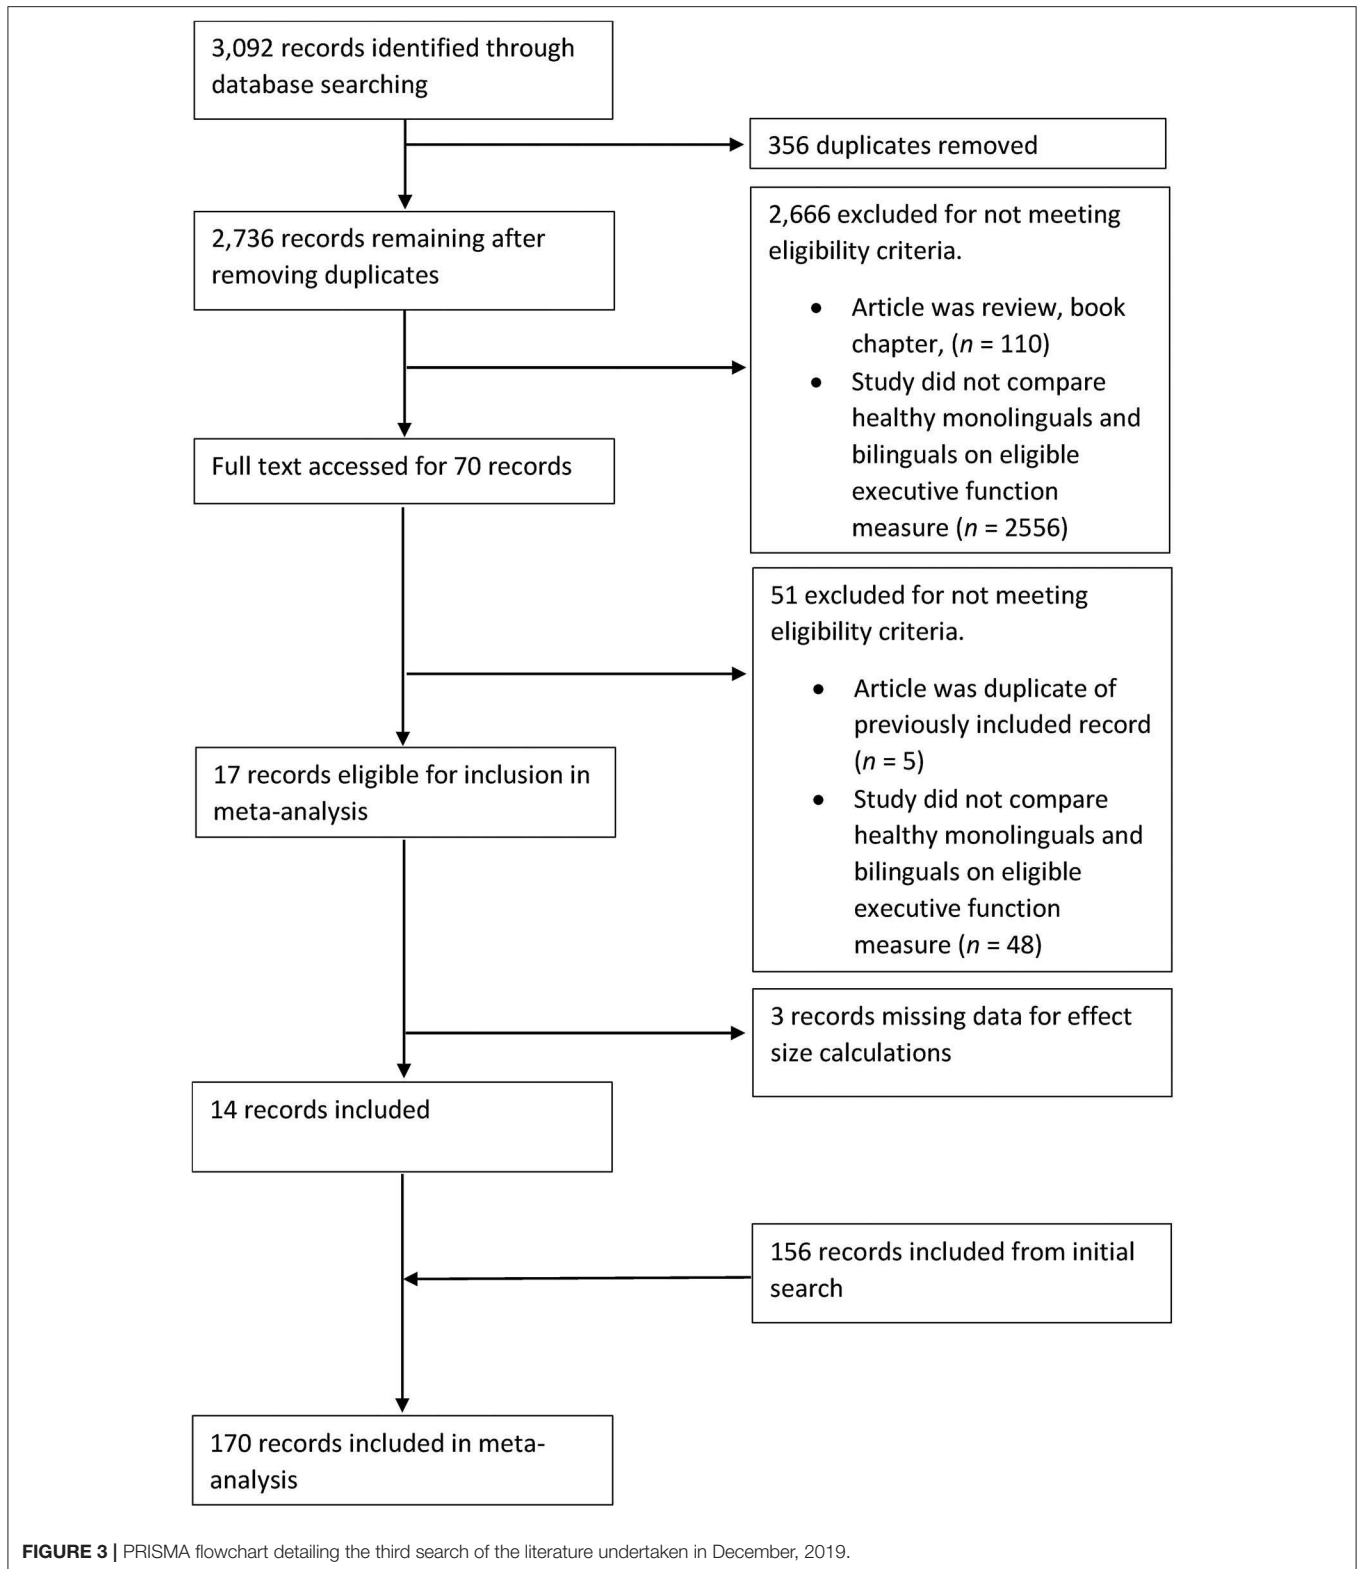 3,092 records identified through
database searching
356 duplicates removed
2,736 records remaining after
removing duplicates
2,666 excluded for not meeting
eligibility criteria.
• Article was review, book
chapter, (n = 110)
• Study did not compare
healthy monolinguals and
bilinguals on eligible
executive function
measure (n = 2556)
Full text accessed for 70 records
51 excluded for not meeting
eligibility criteria.
• Article was duplicate of
previously included record
(n = 5)
• Study did not compare
healthy monolinguals and
bilinguals on eligible
executive function
measure (n = 48)
17 records eligible for inclusion in
meta-analysis
3 records missing data for effect
size calculations
14 records included
156 records included from initial
search
170 records included in meta-
analysis
FIGURE 3 | PRISMA flowchart detailing the third search of the literature undertaken in December, 2019.